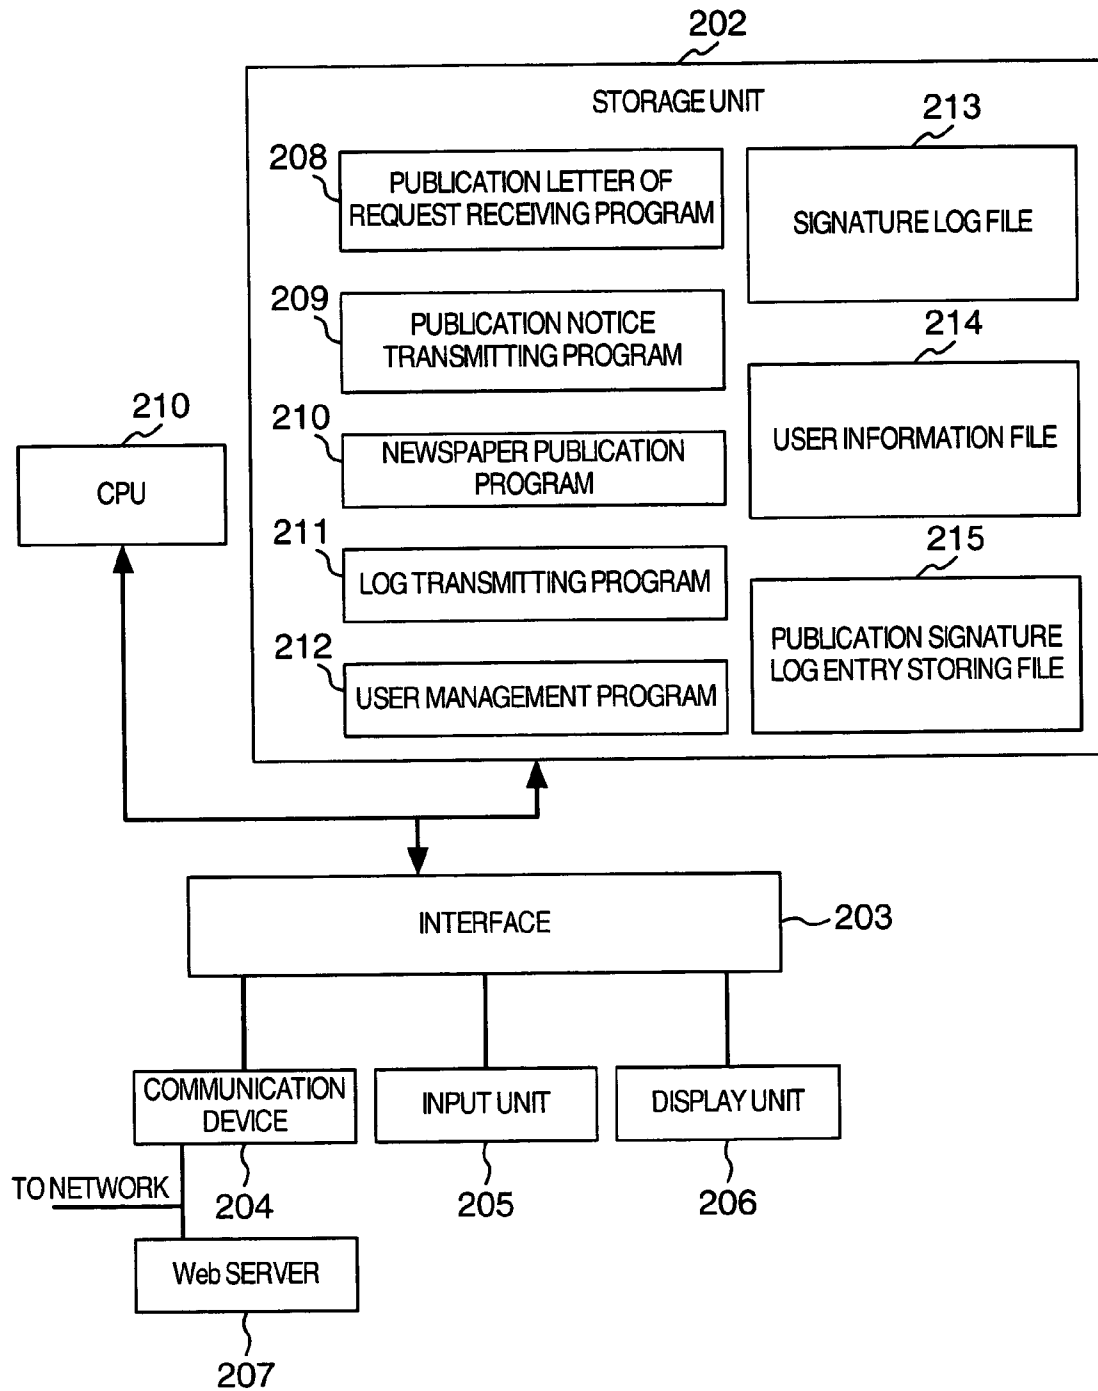 202
STORAGE UNIT
213
208
PUBLICATION LETTER OF
REQUEST RECEIVING PROGRAM
SIGNATURE LOG FILE
209
PUBLICATION NOTICE
TRANSMITTING PROGRAM
214
210
CPU
210
NEWSPAPER PUBLICATION
PROGRAM
USER INFORMATION FILE
211
LOG TRANSMITTING PROGRAM
215
212
USER MANAGEMENT PROGRAM
PUBLICATION SIGNATURE
LOG ENTRY STORING FILE
INTERFACE
203
COMMUNICATION
DEVICE
INPUT UNIT
DISPLAY UNIT
TO NETWORK
204
205
206
Web SERVER
207